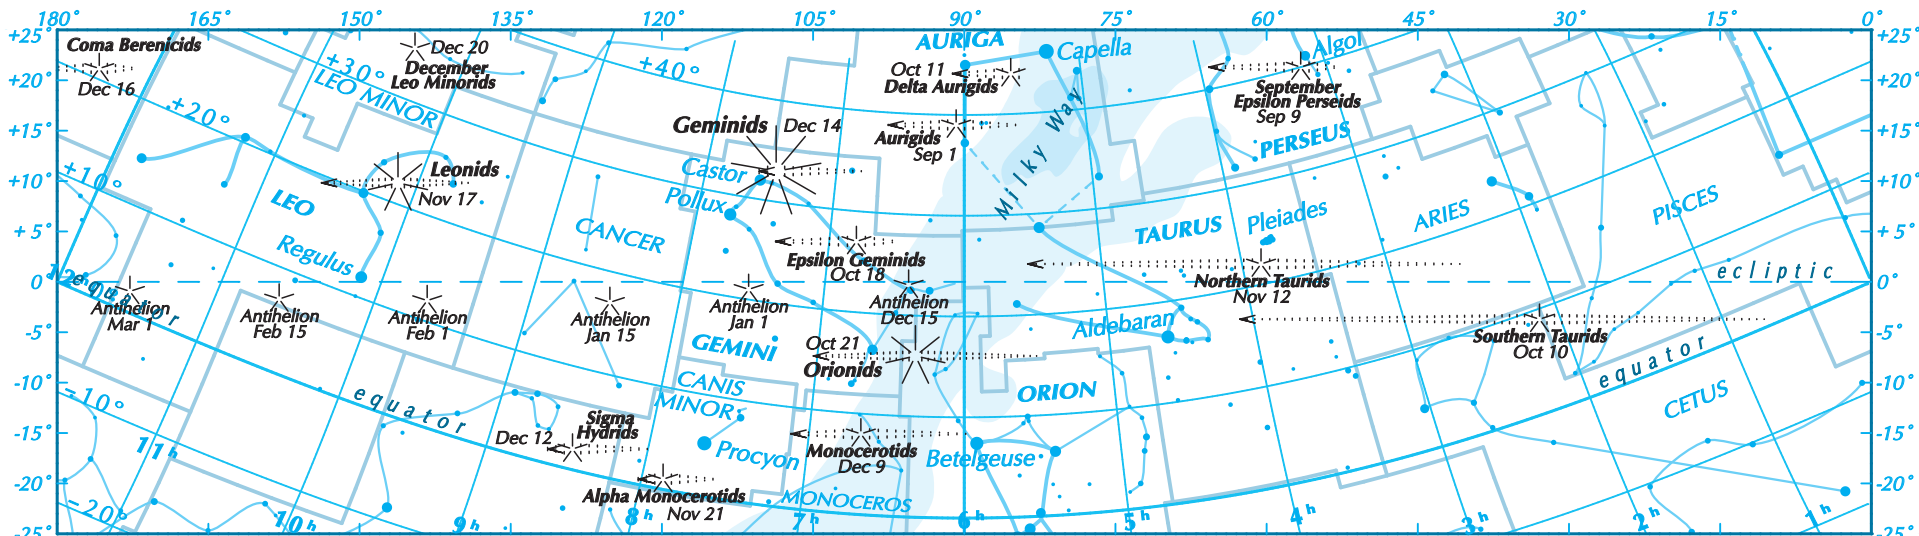 180° 165° 150° 135° 120° 105° 90° 75° 60° 45° 30° 15° 0°
+25° +25°
+20° +20°
+15° +15°
+10° +10°
+5° +5°
0° 0°
-5° -5°
-10° -10°
-15° -15°
-20° -20°
-25° -25°
Coma Berenicids
Dec 16
Dec 20
December
Leo Minorids
+30°
LEO MINOR
+40°
+20°
+10°
AURIGA
Capella
Oct 11
Delta Aurigids
Algol
September
Epsilon Perseids
Sep 9
PERSEUS
Geminids
Dec 14
Aurigids
Sep 1
Milky Way
Leonids
Nov 17
LEO
Regulus
Castor
Pollux
CANCER
Epsilon Geminids
Oct 18
TAURUS
Pleiades
ARIES
PISCES
Northern Taurids
Nov 12
ecliptic
12h
equator
0°
Antihelion
Mar 1
Antihelion
Feb 15
Antihelion
Feb 1
Antihelion
Jan 15
Antihelion
Jan 1
Antihelion
Dec 15
Aldebaran
Southern Taurids
Oct 10
equator
GEMINI
Oct 21
Orionids
CANIS
MINOR
ORION
CETUS
-10°
equator
Sigma
Hydrids
Dec 12
Procyon
Monocerotids
Dec 9
Betelgeuse
Alpha Monocerotids
Nov 21
MONOCEROS
-20°
11h
10h
9h
8h
7h
6h
5h
4h
3h
2h
1h